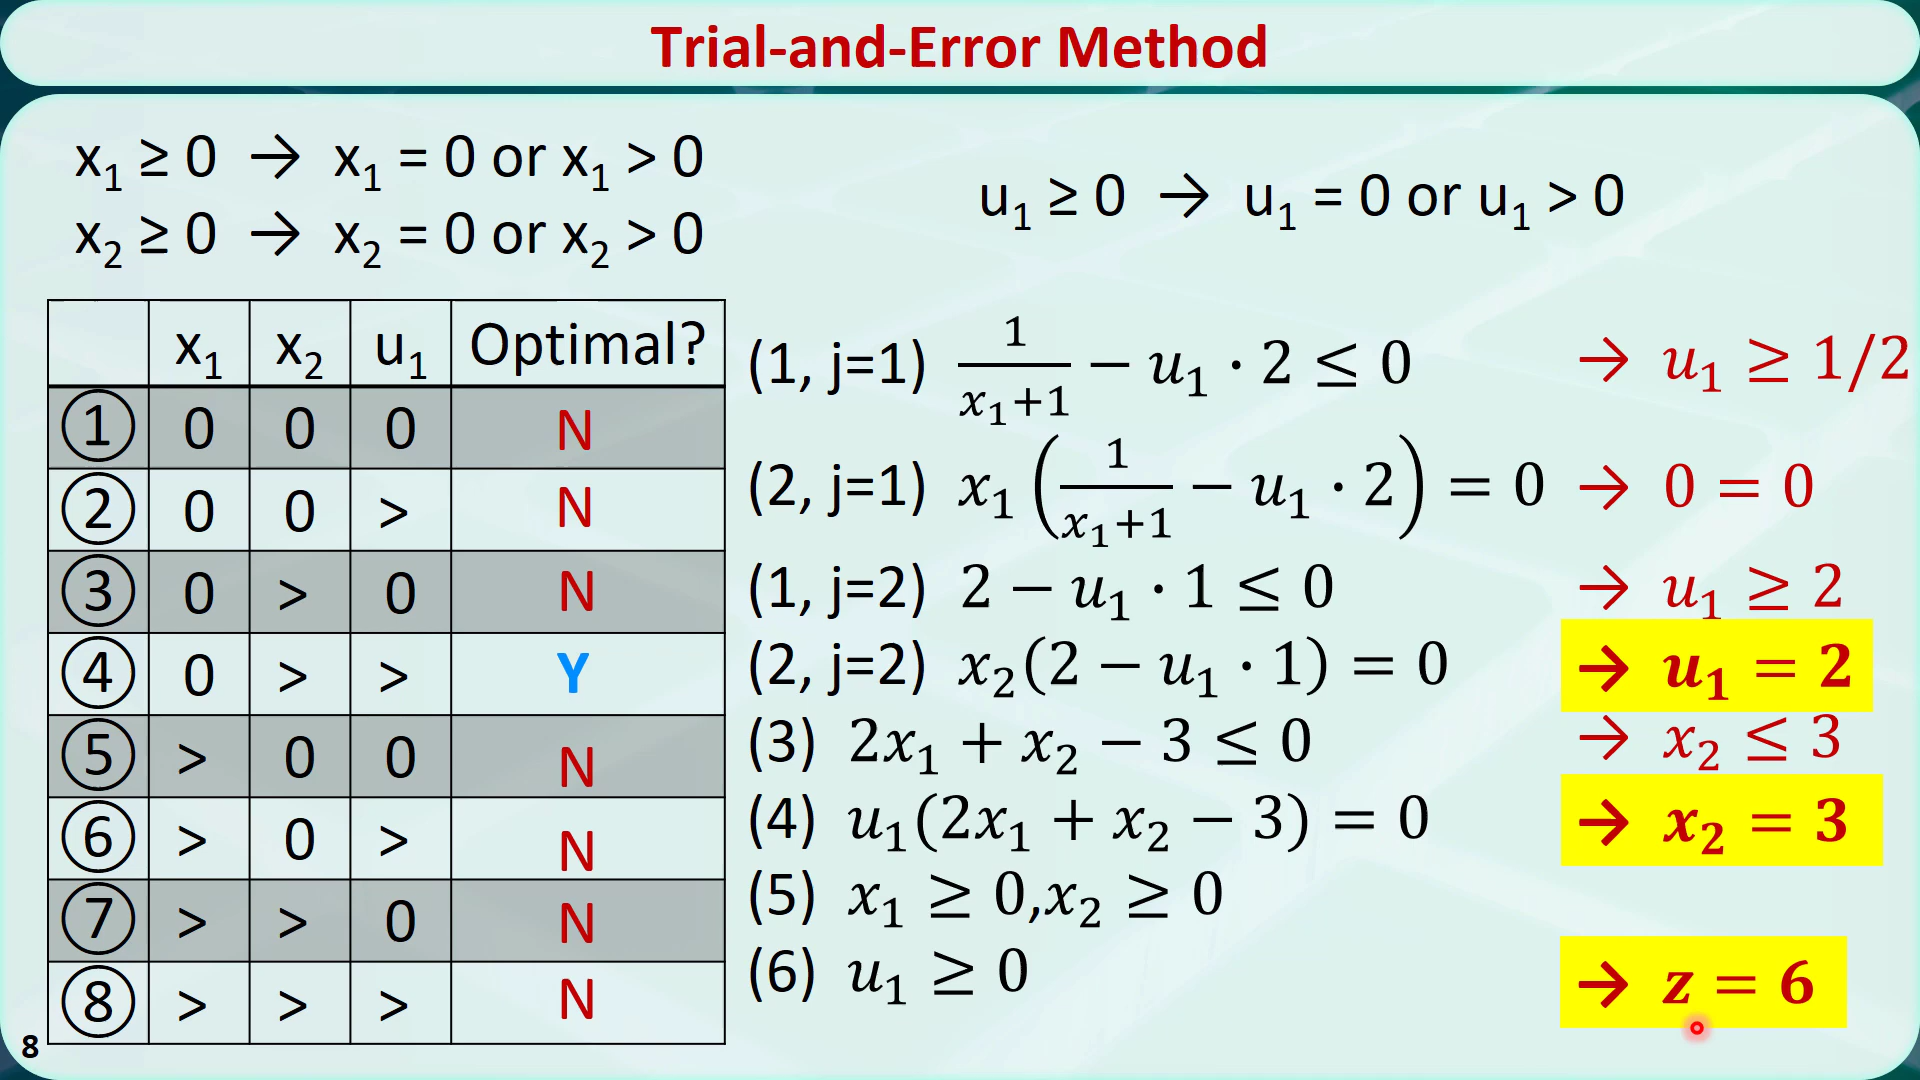 Trial-and-Error Method
x₁ ≥ 0 → x₁ = 0 or x₁ > 0
x₂ ≥ 0 → x₂ = 0 or x₂ > 0
u₁ ≥ 0 → u₁ = 0 or u₁ > 0
x₁ x₂ u₁ Optimal?
① 0 0 0 N
② 0 0 > N
③ 0 > 0 N
④ 0 > > Y
⑤ > 0 0 N
⑥ > 0 > N
⑦ > > 0 N
⑧ > > > N
(1, j=1) 1/(x₁+1) − u₁ · 2 ≤ 0 → u₁ ≥ 1/2
(2, j=1) x₁(1/(x₁+1) − u₁ · 2) = 0 → 0 = 0
(1, j=2) 2 − u₁ · 1 ≤ 0 → u₁ ≥ 2
(2, j=2) x₂(2 − u₁ · 1) = 0 → u₁ = 2
(3) 2x₁ + x₂ − 3 ≤ 0 → x₂ ≤ 3
(4) u₁(2x₁ + x₂ − 3) = 0 → x₂ = 3
(5) x₁ ≥ 0,x₂ ≥ 0
(6) u₁ ≥ 0 → z = 6
8